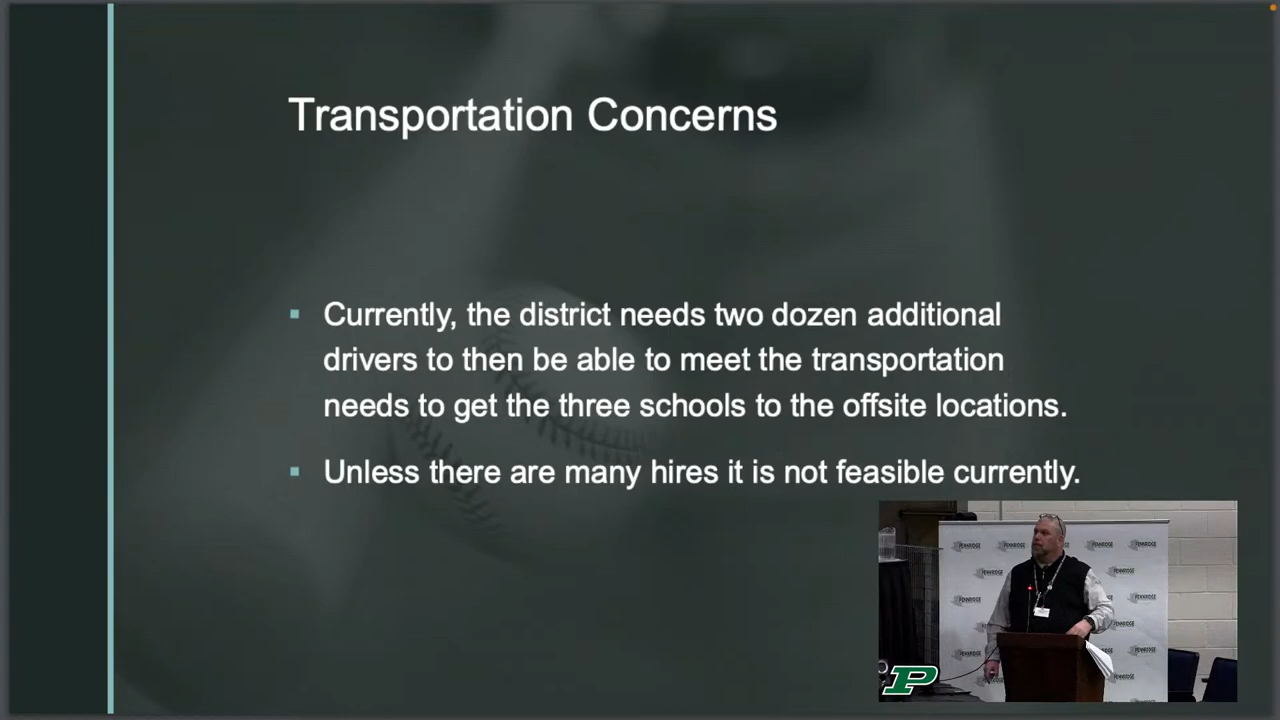 Transportation Concerns
Currently, the district needs two dozen additional
drivers to then be able to meet the transportation
needs to get the three schools to the offsite locations.
Unless there are many hires it is not feasible currently.
PENNRIDGE
P